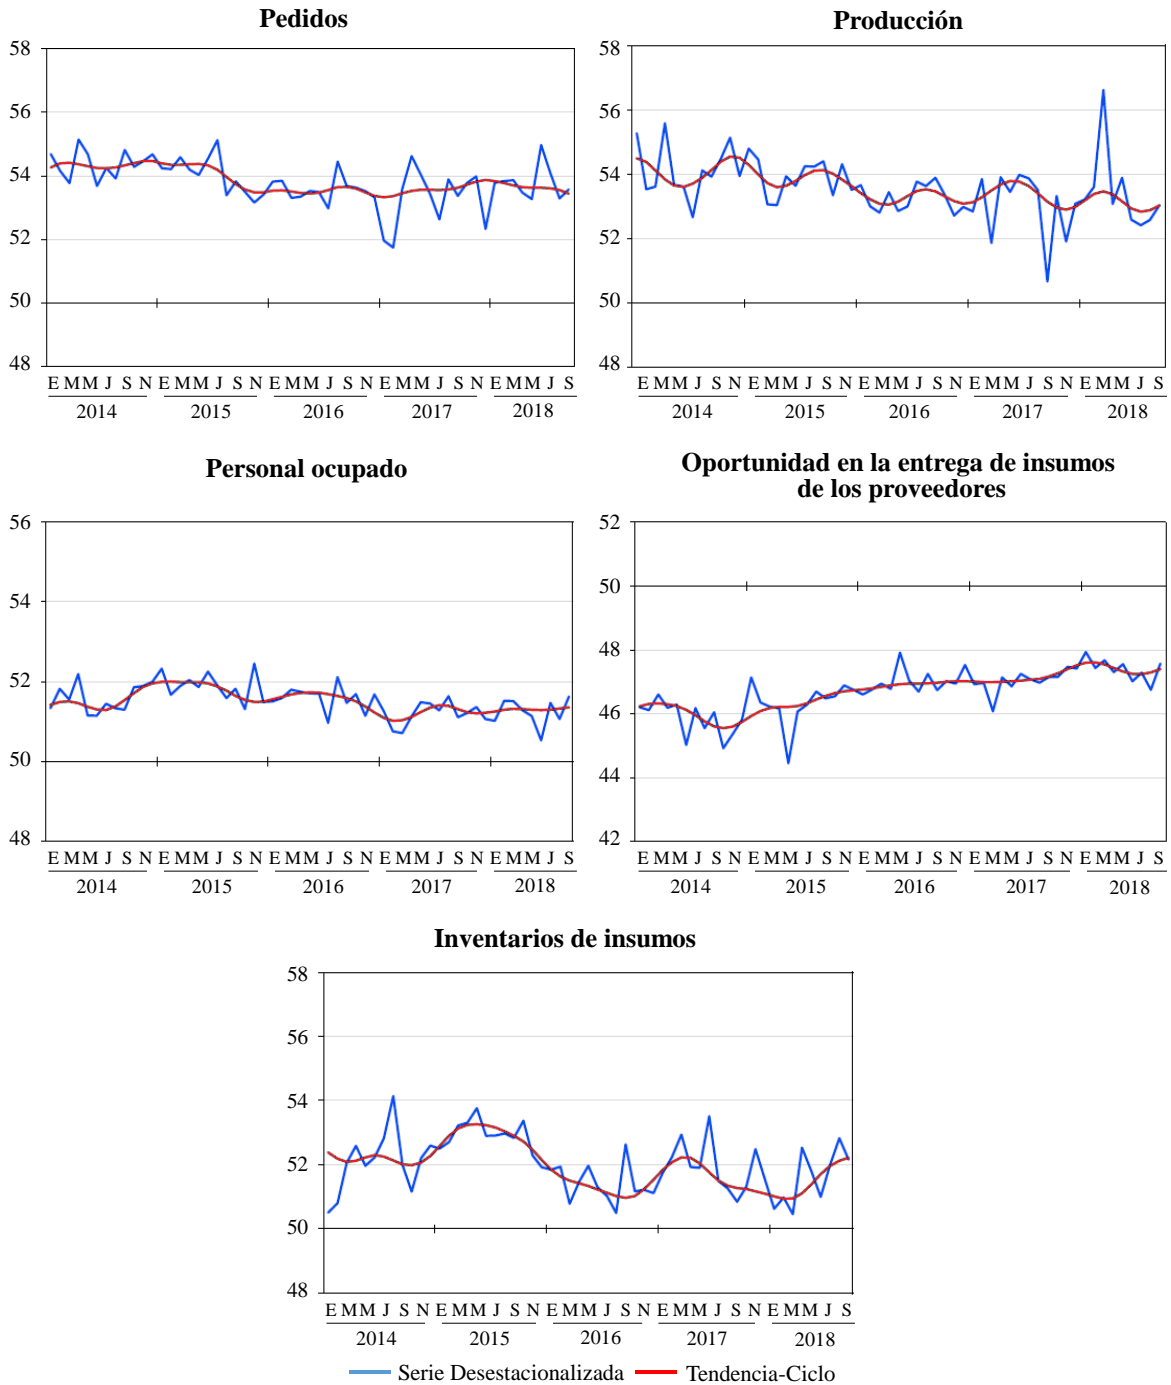 Pedidos
58
56
54
52
50
48
E M M J S N E M M J S N E M M J S N E M M J S N E M M J S
2014 2015 2016 2017 2018
Producción
58
56
54
52
50
48
E M M J S N E M M J S N E M M J S N E M M J S N E M M J S
2014 2015 2016 2017 2018
Personal ocupado
56
54
52
50
48
E M M J S N E M M J S N E M M J S N E M M J S N E M M J S
2014 2015 2016 2017 2018
Oportunidad en la entrega de insumos
de los proveedores
52
50
48
46
44
42
E M M J S N E M M J S N E M M J S N E M M J S N E M M J S
2014 2015 2016 2017 2018
Inventarios de insumos
58
56
54
52
50
48
E M M J S N E M M J S N E M M J S N E M M J S N E M M J S
2014 2015 2016 2017 2018
Serie Desestacionalizada Tendencia-Ciclo